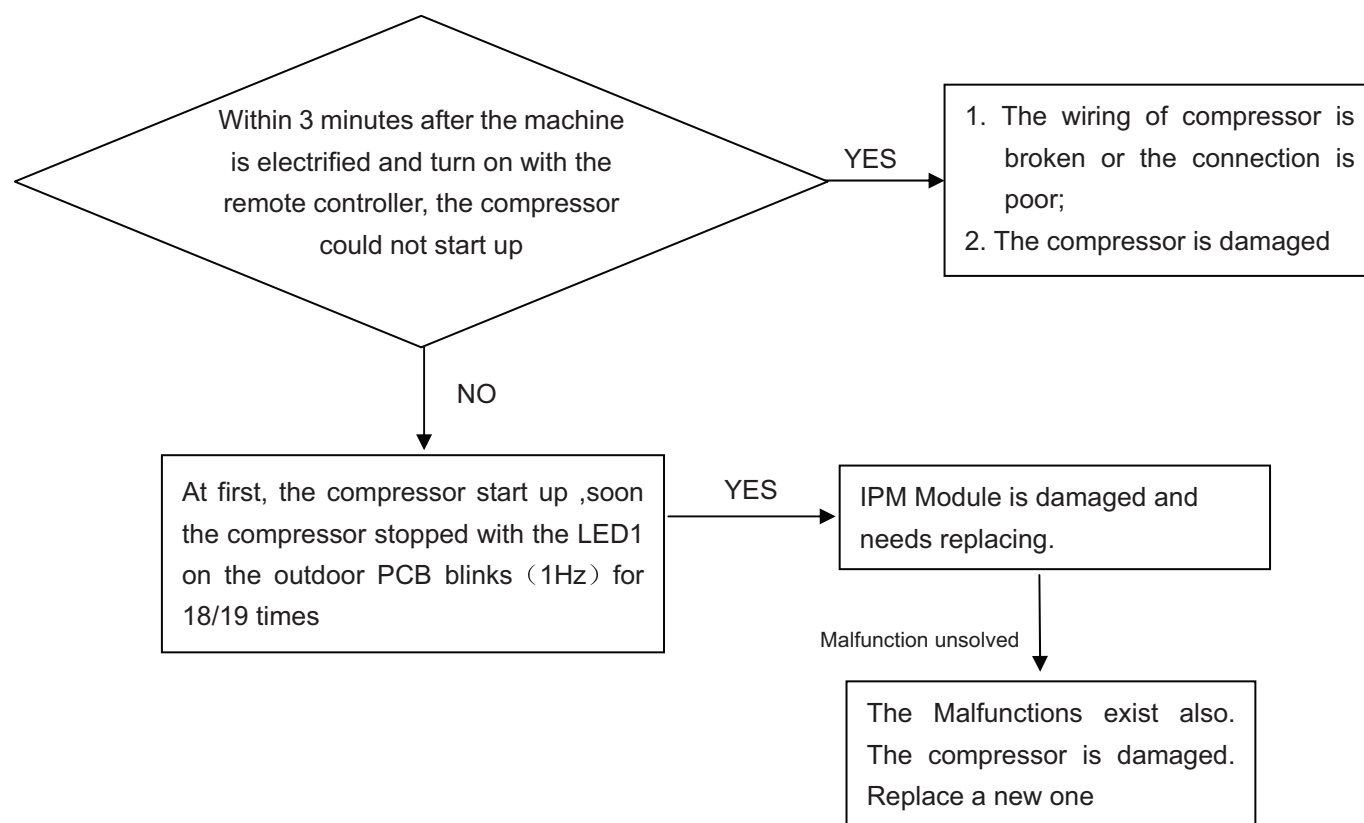 Within 3 minutes after the machine
is electrified and turn on with the
remote controller, the compressor
could not start up
YES
1. The wiring of compressor is
broken or the connection is
poor;
2. The compressor is damaged
NO
At first, the compressor start up ,soon
the compressor stopped with the LED1
on the outdoor PCB blinks（1Hz）for
18/19 times
YES
IPM Module is damaged and
needs replacing.
Malfunction unsolved
The Malfunctions exist also.
The compressor is damaged.
Replace a new one